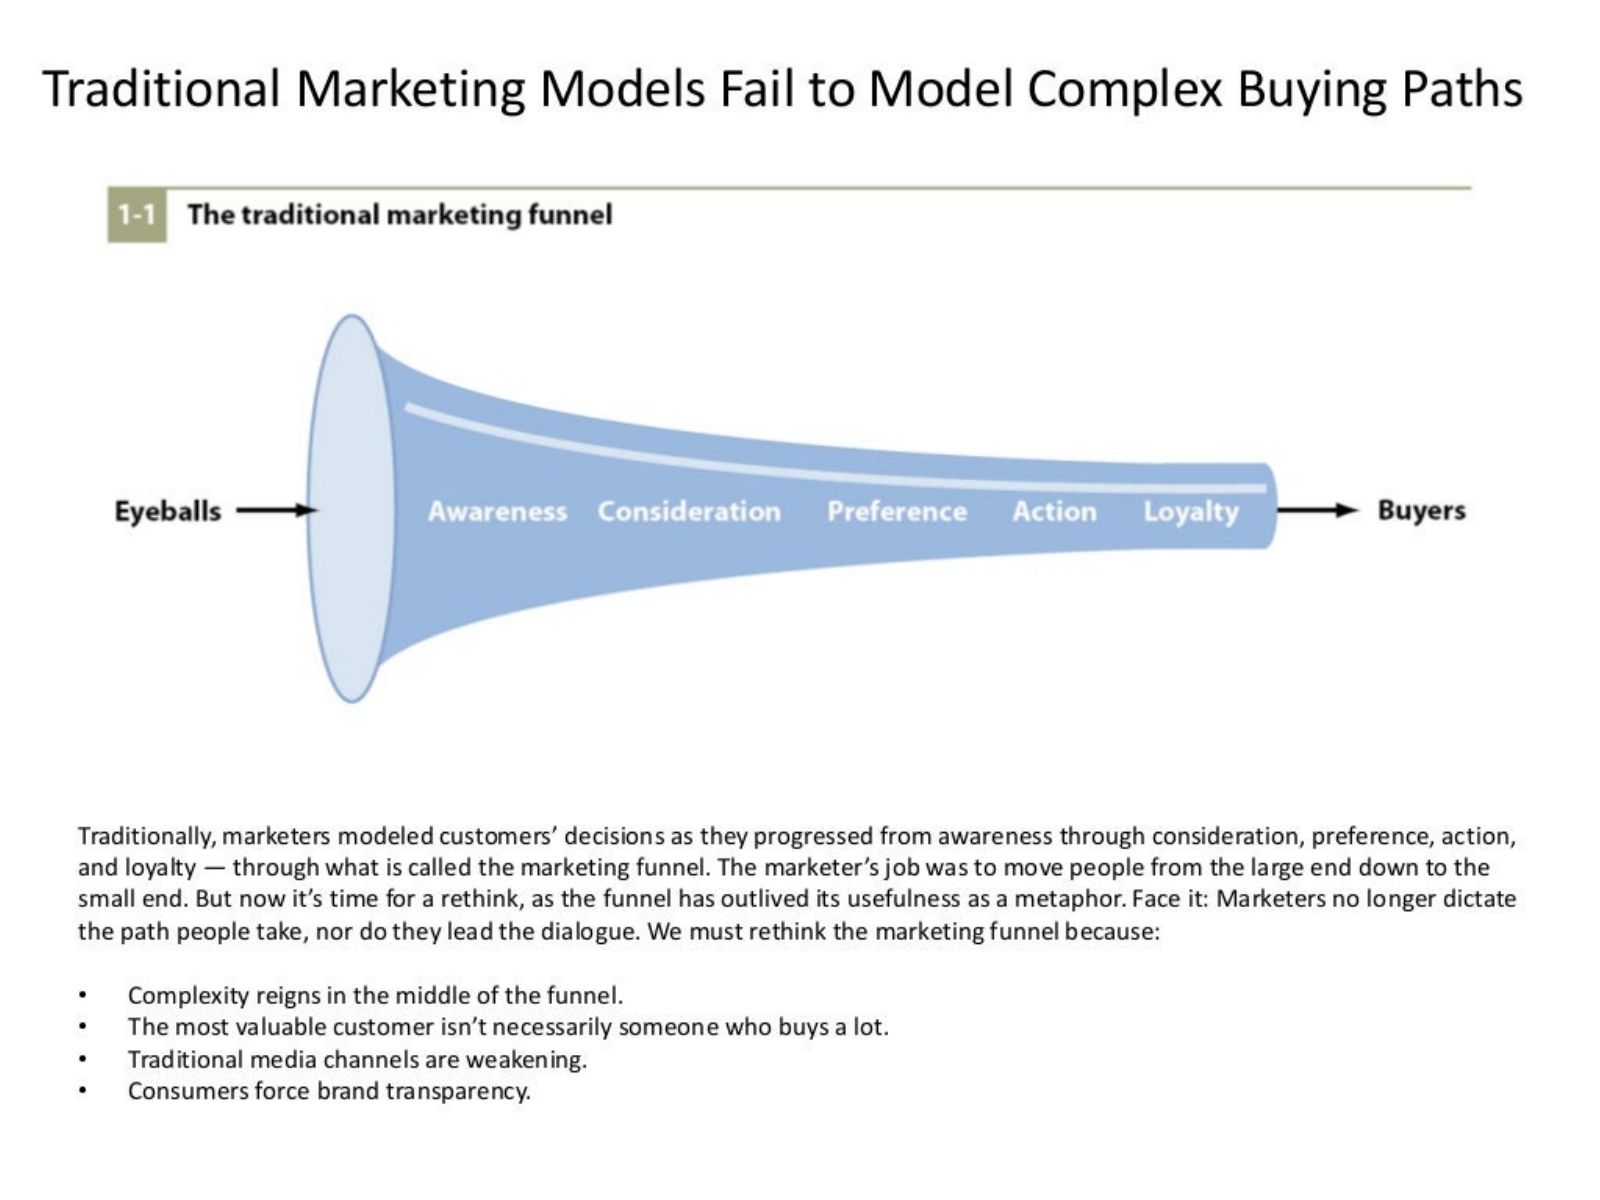 Traditional Marketing Models Fail to Model Complex Buying Paths
1-1 The traditional marketing funnel
Eyeballs Awareness Consideration Preference Action Loyalty Buyers
Traditionally, marketers modeled customers’ decisions as they progressed from awareness through consideration, preference, action,
and loyalty — through what is called the marketing funnel. The marketer’s job was to move people from the large end down to the
small end. But now it’s time for a rethink, as the funnel has outlived its usefulness as a metaphor. Face it: Marketers no longer dictate
the path people take, nor do they lead the dialogue. We must rethink the marketing funnel because:
• Complexity reigns in the middle of the funnel.
• The most valuable customer isn’t necessarily someone who buys a lot.
• Traditional media channels are weakening.
• Consumers force brand transparency.